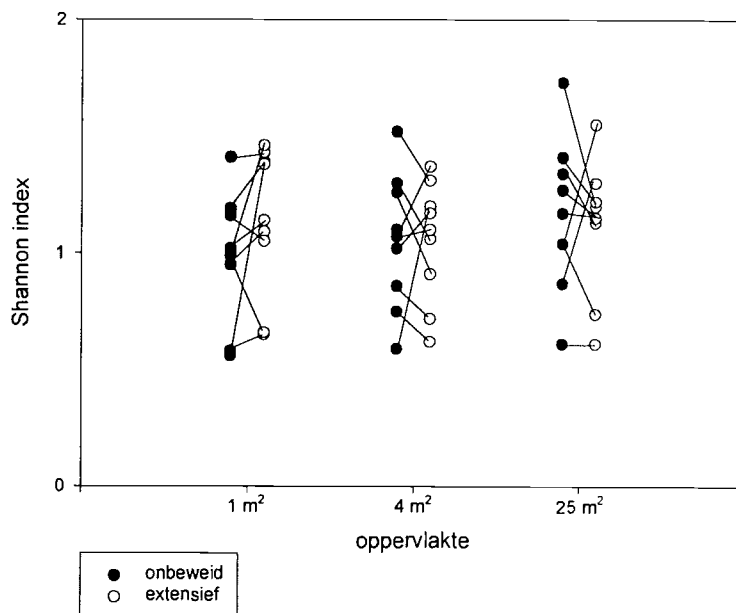 2
1
0
Shannon index
1 m²
4 m²
25 m²
oppervlakte
onbeweid
extensief